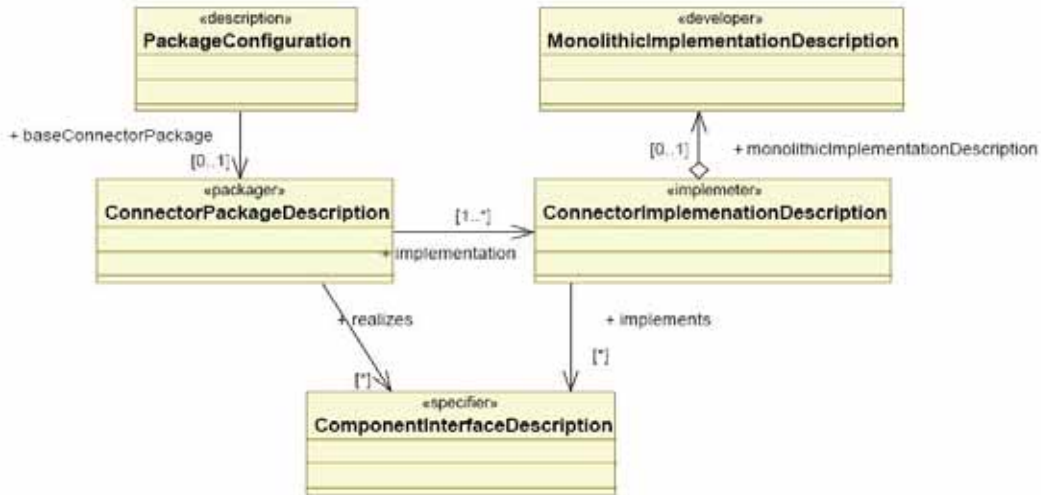 «description»
PackageConfiguration
«developer»
MonolithicImplementationDescription
+ baseConnectorPackage
[0..1]
[0..1]
+ monolithicImplementationDescription
«packager»
ConnectorPackageDescription
[1..*]
+ implementation
«implemeter»
ConnectorImplemenationDescription
+ realizes
[*]
+ implements
[*]
«specifier»
ComponentInterfaceDescription